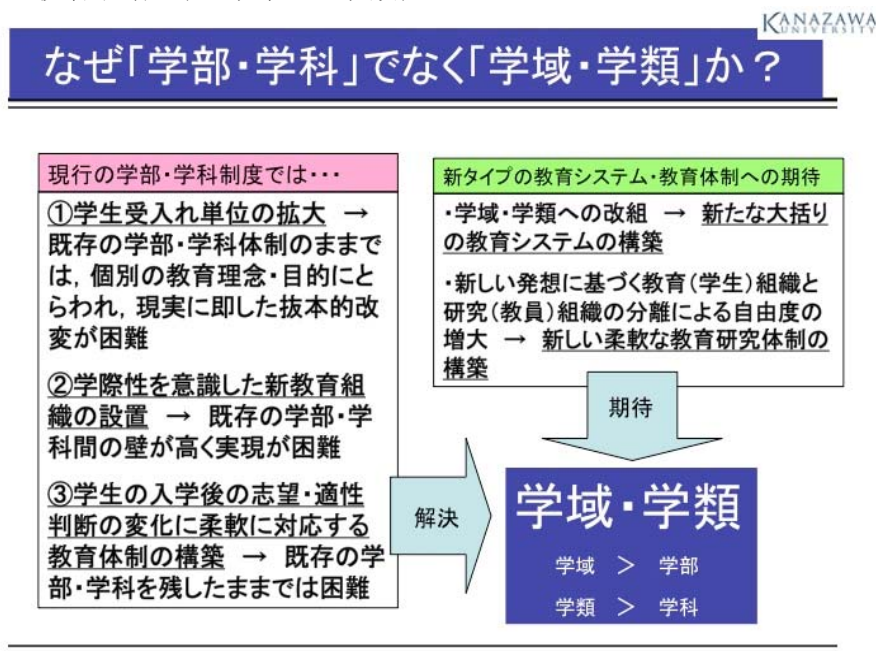 KANAZAWA
UNIVERSITY
なぜ「学部・学科」でなく「学域・学類」か？
現行の学部・学科制度では・・・
①学生受入れ単位の拡大 →
既存の学部・学科体制のままで
は，個別の教育理念・目的にと
らわれ，現実に即した抜本的改
変が困難
②学際性を意識した新教育組
織の設置 → 既存の学部・学
科間の壁が高く実現が困難
③学生の入学後の志望・適性
判断の変化に柔軟に対応する
教育体制の構築 → 既存の学
部・学科を残したままでは困難
新タイプの教育システム・教育体制への期待
・学域・学類への改組 → 新たな大括り
の教育システムの構築
・新しい発想に基づく教育（学生）組織と
研究（教員）組織の分離による自由度の
増大 → 新しい柔軟な教育研究体制の
構築
期待
解決
学域・学類
学域 ＞ 学部
学類 ＞ 学科